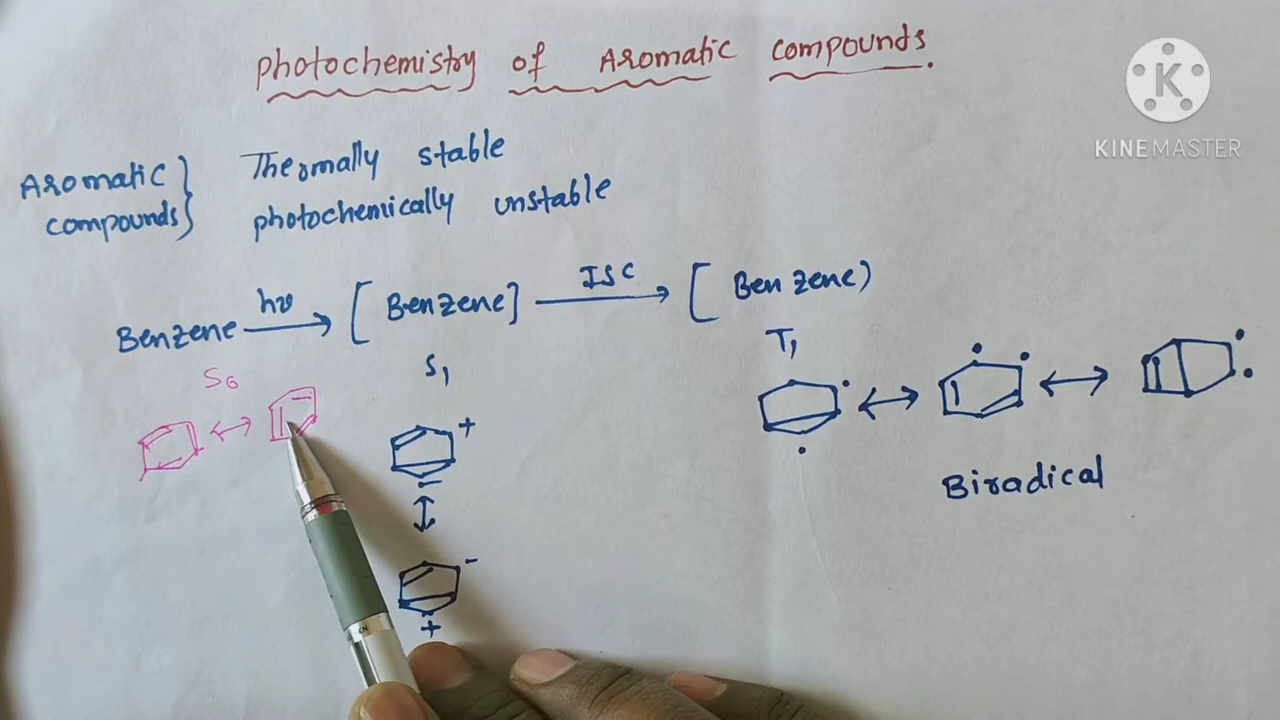 Photochemistry of Aromatic compounds.
K
KINEMASTER
Aromatic compounds} Thermally stable
photochemically unstable
Benzene hν [Benzene] ISC [Benzene)
S0 S1 T1
+
-
-
+
Biradical